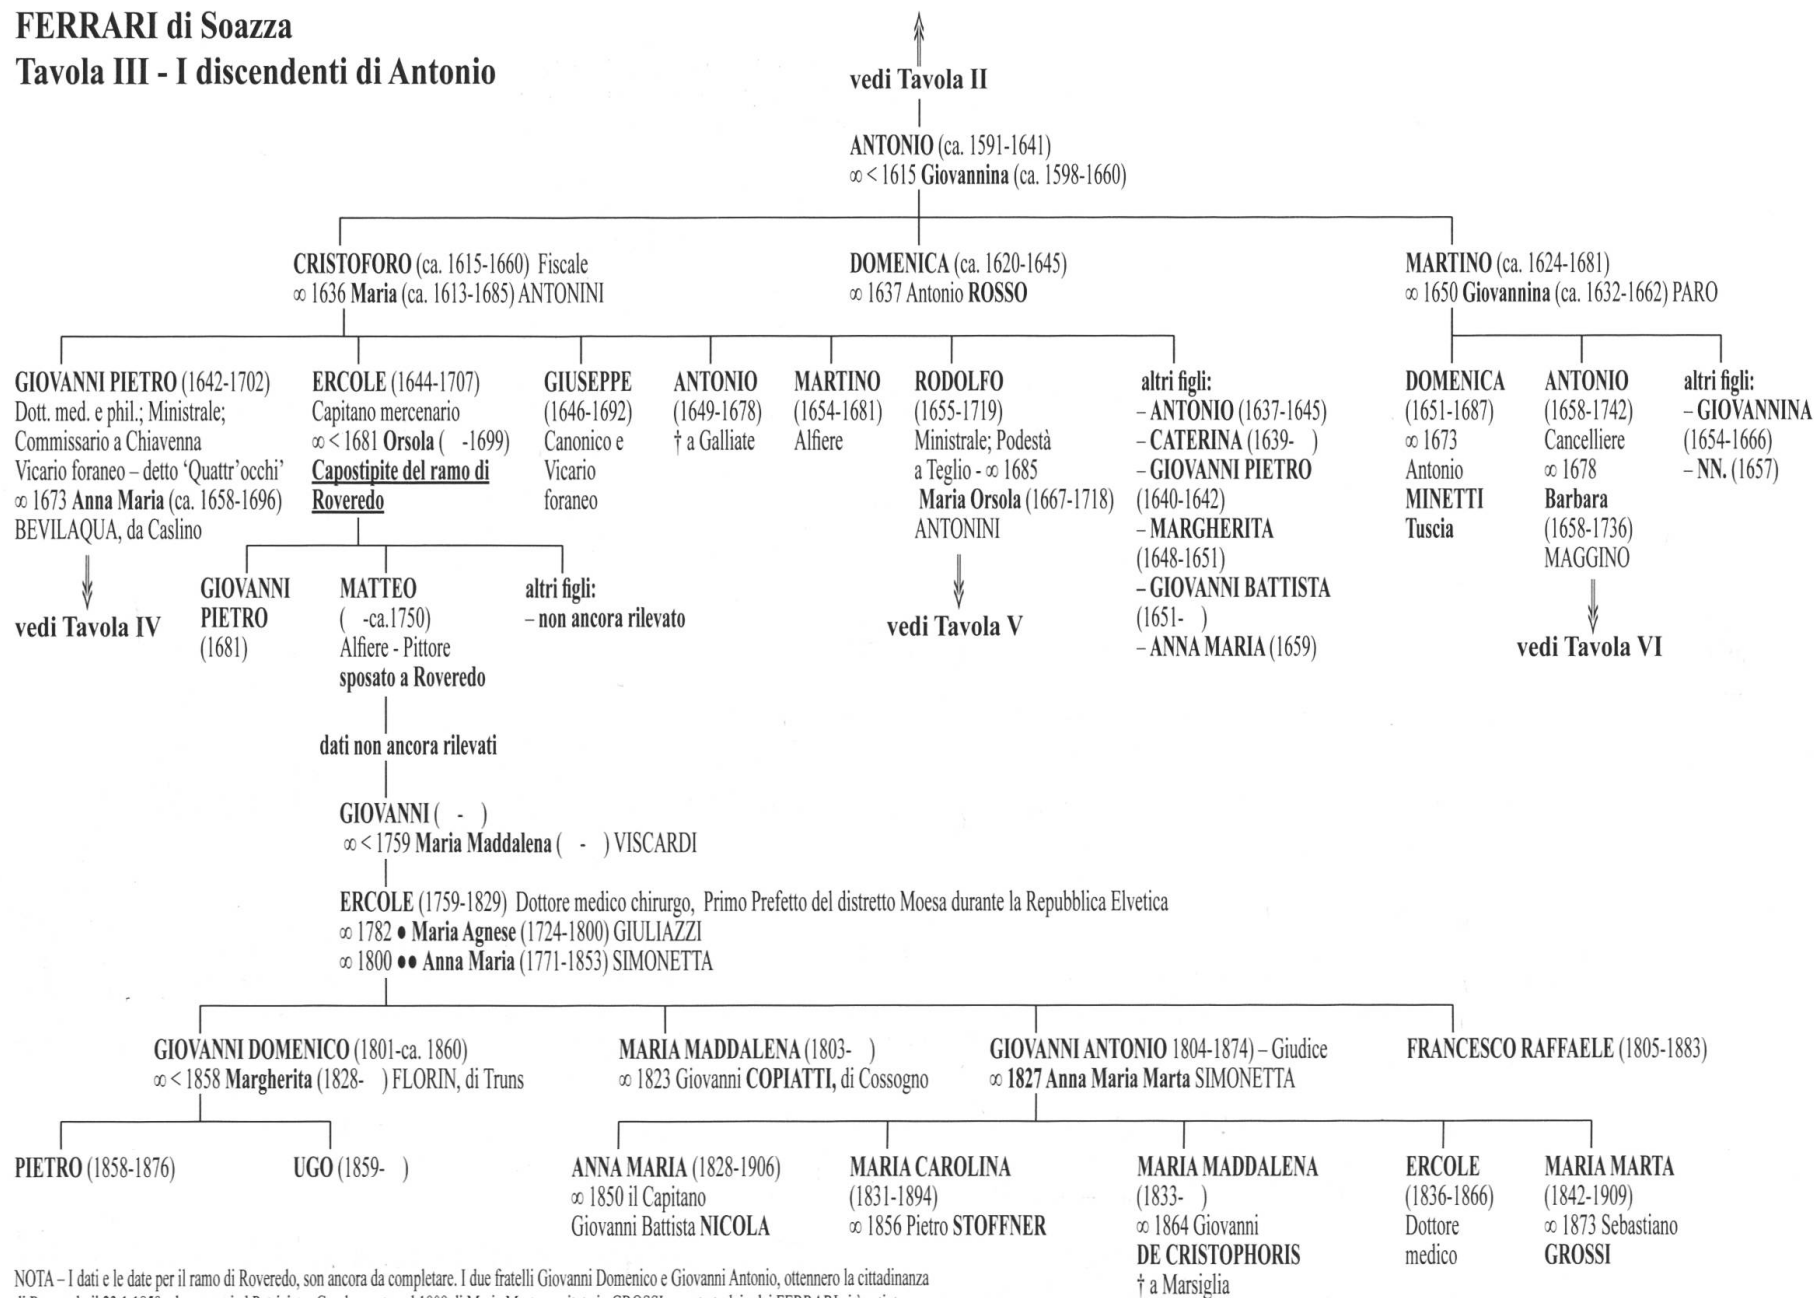 FERRARI di Soazza
Tavola III - I discendenti di Antonio
vedi Tavola II
ANTONIO (ca. 1591-1641)
∞ < 1615 Giovannina (ca. 1598-1660)
CRISTOFORO (ca. 1615-1660) Fiscale
∞ 1636 Maria (ca. 1613-1685) ANTONINI
DOMENICA (ca. 1620-1645)
∞ 1637 Antonio ROSSO
MARTINO (ca. 1624-1681)
∞ 1650 Giovannina (ca. 1632-1662) PARO
GIOVANNI PIETRO (1642-1702)
Dott. med. e phil.; Ministrale;
Commissario a Chiavenna
Vicario foraneo – detto ‘Quattr’occhi’
∞ 1673 Anna Maria (ca. 1658-1696)
BEVILAQUA, da Caslino
vedi Tavola IV
ERCOLE (1644-1707)
Capitano mercenario
∞ < 1681 Orsola (   -1699)
Capostipite del ramo di
Roveredo
GIUSEPPE
(1646-1692)
Canonico e
Vicario
foraneo
ANTONIO
(1649-1678)
† a Galliate
MARTINO
(1654-1681)
Alfiere
RODOLFO
(1655-1719)
Ministrale; Podestà
a Teglio - ∞ 1685
Maria Orsola (1667-1718)
ANTONINI
vedi Tavola V
altri figli:
– ANTONIO (1637-1645)
– CATERINA (1639-   )
– GIOVANNI PIETRO
(1640-1642)
– MARGHERITA
(1648-1651)
– GIOVANNI BATTISTA
(1651-   )
– ANNA MARIA (1659)
DOMENICA
(1651-1687)
∞ 1673
Antonio
MINETTI
Tuscia
ANTONIO
(1658-1742)
Cancelliere
∞ 1678
Barbara
(1658-1736)
MAGGINO
vedi Tavola VI
altri figli:
– GIOVANNINA
(1654-1666)
– NN. (1657)
GIOVANNI
PIETRO
(1681)
MATTEO
(   -ca.1750)
Alfiere - Pittore
sposato a Roveredo
altri figli:
– non ancora rilevato
dati non ancora rilevati
GIOVANNI (   -   )
∞ < 1759 Maria Maddalena (   -   ) VISCARDI
ERCOLE (1759-1829) Dottore medico chirurgo, Primo Prefetto del distretto Moesa durante la Repubblica Elvetica
∞ 1782 ● Maria Agnese (1724-1800) GIULIAZZI
∞ 1800 ●● Anna Maria (1771-1853) SIMONETTA
GIOVANNI DOMENICO (1801-ca. 1860)
∞ < 1858 Margherita (1828-   ) FLORIN, di Truns
MARIA MADDALENA (1803-   )
∞ 1823 Giovanni COPIATTI, di Cossogno
GIOVANNI ANTONIO 1804-1874) – Giudice
∞ 1827 Anna Maria Marta SIMONETTA
FRANCESCO RAFFAELE (1805-1883)
PIETRO (1858-1876)
UGO (1859-   )
ANNA MARIA (1828-1906)
∞ 1850 il Capitano
Giovanni Battista NICOLA
MARIA CAROLINA
(1831-1894)
∞ 1856 Pietro STOFFNER
MARIA MADDALENA
(1833-   )
∞ 1864 Giovanni
DE CRISTOPHORIS
† a Marsiglia
ERCOLE
(1836-1866)
Dottore
medico
MARIA MARTA
(1842-1909)
∞ 1873 Sebastiano
GROSSI
NOTA – I dati e le date per il ramo di Roveredo, son ancora da completare. I due fratelli Giovanni Domenico e Giovanni Antonio, ottennero la cittadinanza